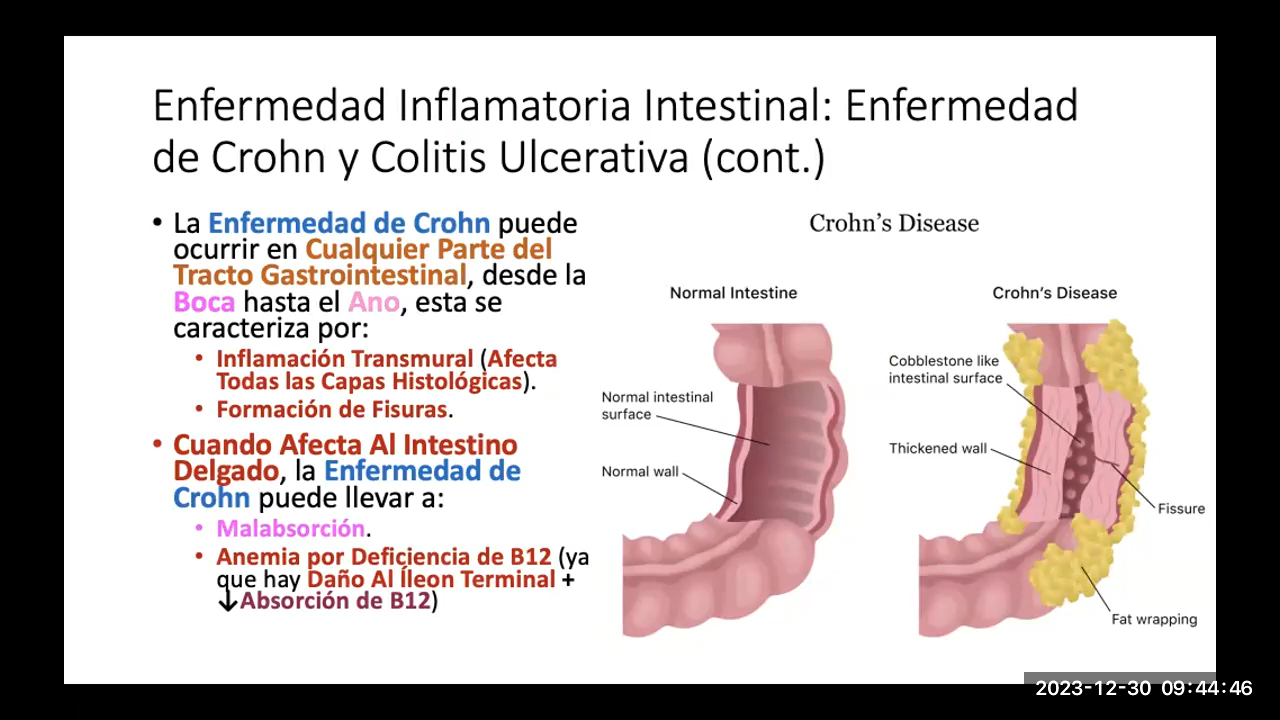 Enfermedad Inflamatoria Intestinal: Enfermedad
de Crohn y Colitis Ulcerativa (cont.)
• La Enfermedad de Crohn puede
ocurrir en Cualquier Parte del
Tracto Gastrointestinal, desde la
Boca hasta el Ano, esta se
caracteriza por:
• Inflamación Transmural (Afecta
Todas las Capas Histológicas).
• Formación de Fisuras.
• Cuando Afecta Al Intestino
Delgado, la Enfermedad de
Crohn puede llevar a:
• Malabsorción.
• Anemia por Deficiencia de B12 (ya
que hay Daño Al Íleon Terminal +
↓Absorción de B12)
Crohn’s Disease
Normal Intestine
Normal intestinal
surface
Normal wall
Crohn’s Disease
Cobblestone like
intestinal surface
Thickened wall
Fissure
Fat wrapping
2023-12-30 09:44:46